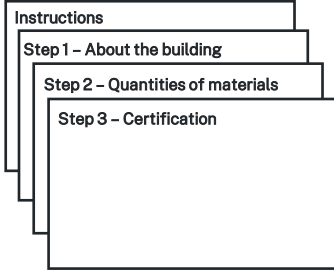 Instructions
Step 1 – About the building
Step 2 – Quantities of materials
Step 3 – Certification